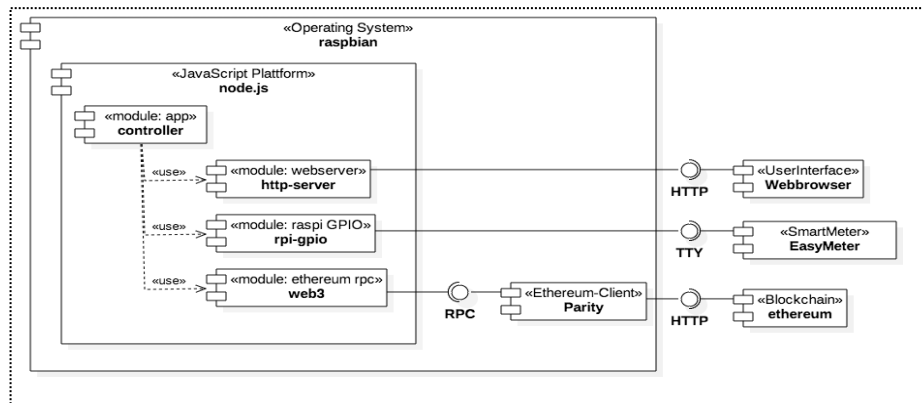 «Operating System»
raspbian
«JavaScript Plattform»
node.js
«module: app»
controller
«use»
«module: webserver»
http-server
HTTP
«UserInterface»
Webbrowser
«use»
«module: raspi GPIO»
rpi-gpio
TTY
«SmartMeter»
EasyMeter
«use»
«module: ethereum rpc»
web3
RPC
«Ethereum-Client»
Parity
HTTP
«Blockchain»
ethereum